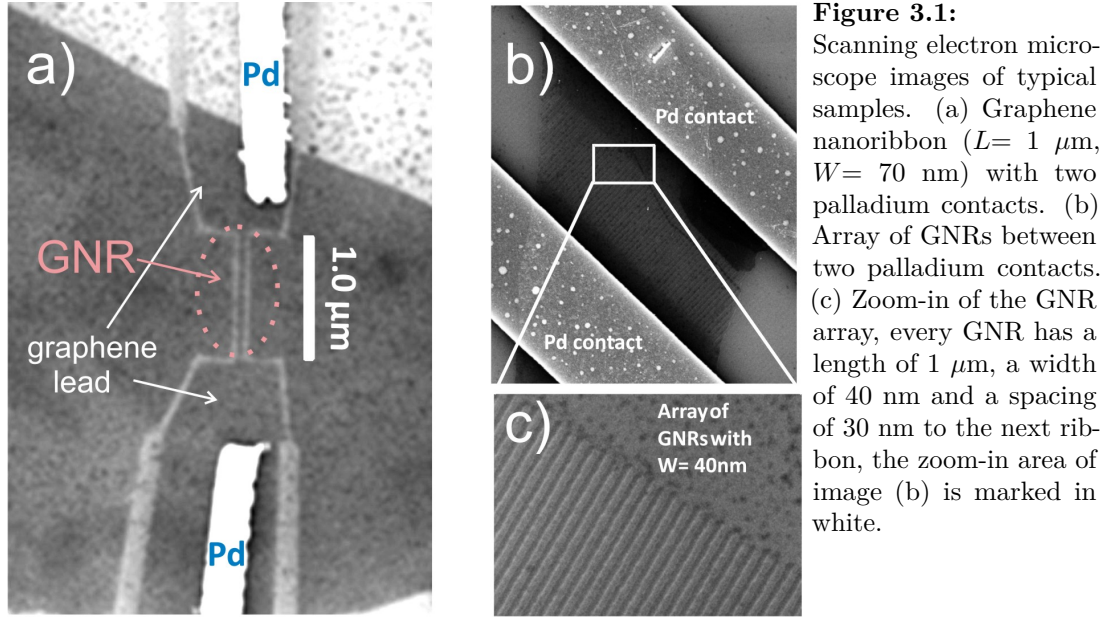 a)
Pd
GNR
1.0 µm
graphene
lead
Pd
b)
Pd contact
Pd contact
c)
Array of
GNRs with
W= 40nm
Figure 3.1:
Scanning electron micro-
scope images of typical
samples. (a) Graphene
nanoribbon (L= 1 µm,
W= 70 nm) with two
palladium contacts. (b)
Array of GNRs between
two palladium contacts.
(c) Zoom-in of the GNR
array, every GNR has a
length of 1 µm, a width
of 40 nm and a spacing
of 30 nm to the next rib-
bon, the zoom-in area of
image (b) is marked in
white.